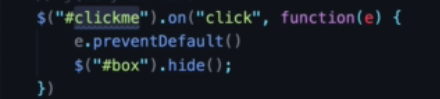 $("#clickme").on("click", function(e) {
e.preventDefault()
$("#box").hide();
})